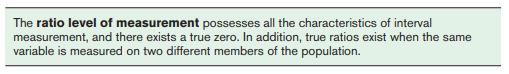 The ratio level of measurement possesses all the characteristics of interval
measurement, and there exists a true zero. In addition, true ratios exist when the same
variable is measured on two different members of the population.